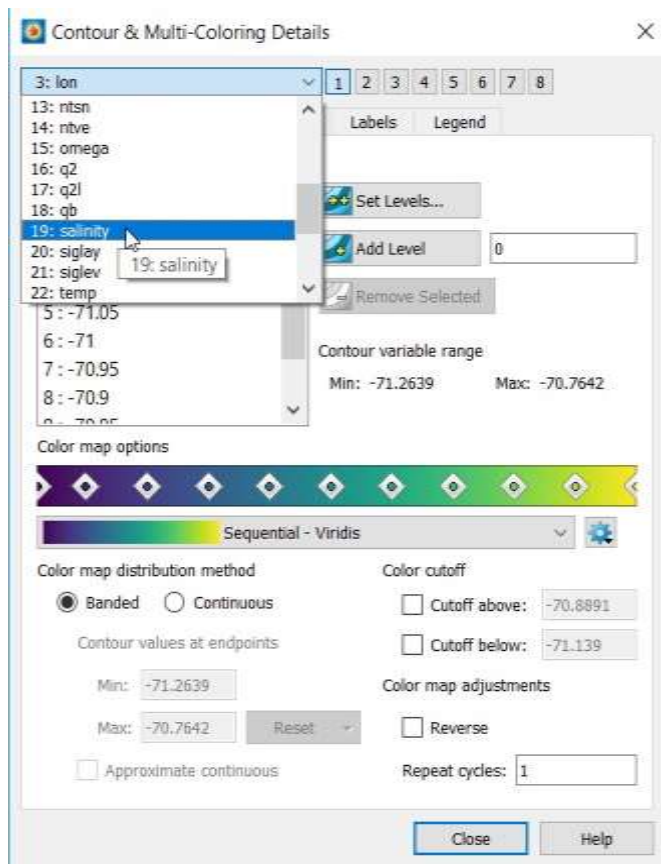 Contour & Multi-Coloring Details
3: lon
1 2 3 4 5 6 7 8
13: ntsn
14: ntve
15: omega
16: q2
17: q2l
18: qb
19: salinity
20: siglay
21: siglev
22: temp
19: salinity
Labels Legend
Set Levels...
Add Level 0
Remove Selected
5 : -71.05
6 : -71
7 : -70.95
8 : -70.9
Contour variable range
Min: -71.2639 Max: -70.7642
Color map options
Sequential - Viridis
Color map distribution method
Banded Continuous
Contour values at endpoints
Min: -71.2639
Max: -70.7642 Reset
Approximate continuous
Color cutoff
Cutoff above: -70.8891
Cutoff below: -71.139
Color map adjustments
Reverse
Repeat cycles: 1
Close Help